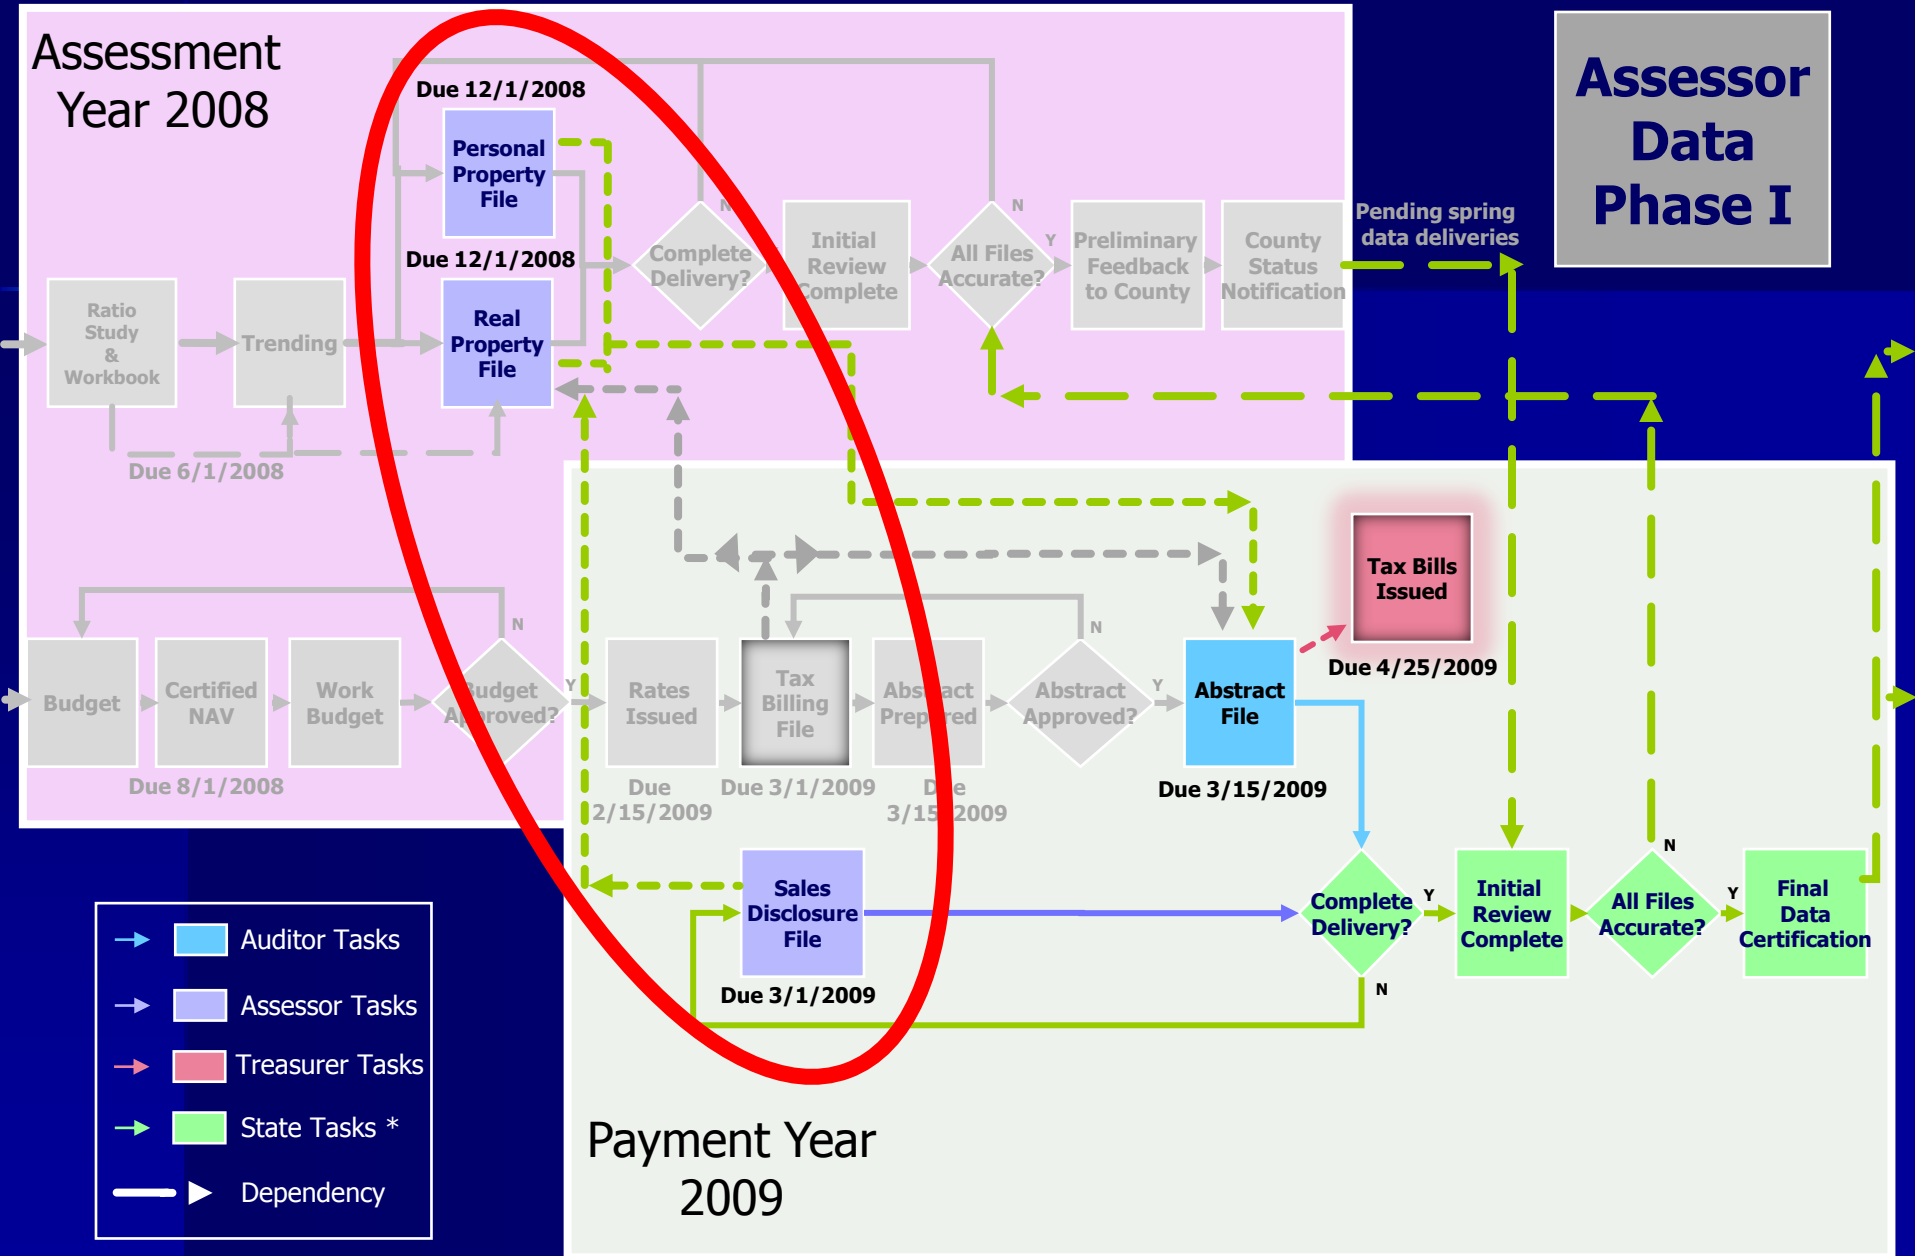 Assessment
Year 2008
Assessor
Data
Phase I
Due 12/1/2008
Personal
Property
File
Due 12/1/2008
Real
Property
File
Ratio
Study
&
Workbook
Trending
Due 6/1/2008
N
Complete
Delivery?
Initial
Review
Complete
N
All Files
Accurate?
Y
Preliminary
Feedback
to County
County
Status
Notification
Pending spring
data deliveries
Budget
Certified
NAV
Work
Budget
Due 8/1/2008
N
Budget
Approved?
Y
Rates
Issued
Due
2/15/2009
Tax
Billing
File
Due 3/1/2009
Abstract
Prepared
Due
3/15/2009
N
Abstract
Approved?
Y
Abstract
File
Due 3/15/2009
Tax Bills
Issued
Due 4/25/2009
Sales
Disclosure
File
Due 3/1/2009
Complete
Delivery?
Y
N
Initial
Review
Complete
N
All Files
Accurate?
Y
Final
Data
Certification
Auditor Tasks
Assessor Tasks
Treasurer Tasks
State Tasks *
Dependency
Payment Year
2009